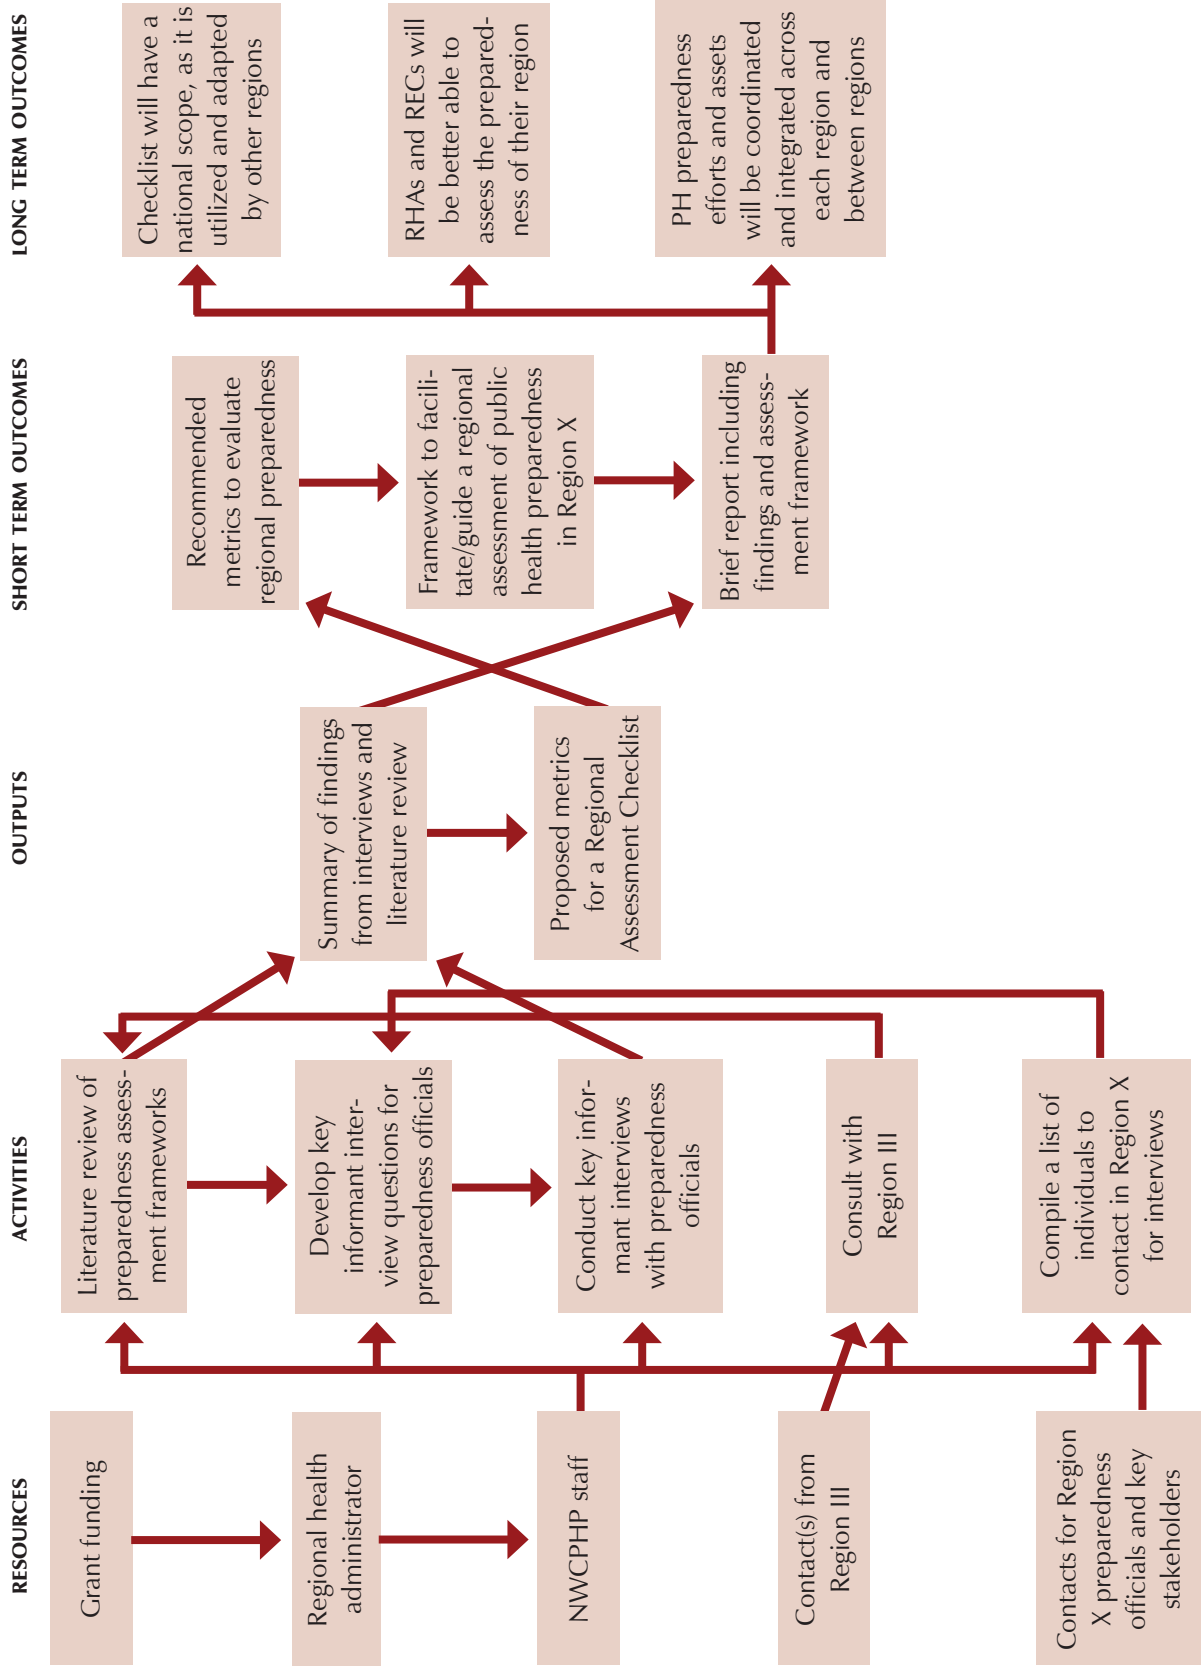 RESOURCES
Grant funding
Regional health
administrator
NWCPHP staff
Contact(s) from
Region III
Contacts for Region
X preparedness
officials and key
stakeholders
ACTIVITIES
Literature review of
preparedness assess-
ment frameworks
Develop key
informant inter-
view questions for
preparedness officials
Conduct key infor-
mant interviews
with preparedness
officials
Consult with
Region III
Compile a list of
individuals to
contact in Region X
for interviews
OUTPUTS
Summary of findings
from interviews and
literature review
Proposed metrics
for a Regional
Assessment Checklist
SHORT TERM OUTCOMES
Recommended
metrics to evaluate
regional preparedness
Framework to facili-
tate/guide a regional
assessment of public
health preparedness
in Region X
Brief report including
findings and assess-
ment framework
LONG TERM OUTCOMES
Checklist will have a
national scope, as it is
utilized and adapted
by other regions
RHAs and RECs will
be better able to
assess the prepared-
ness of their region
PH preparedness
efforts and assets
will be coordinated
and integrated across
each region and
between regions